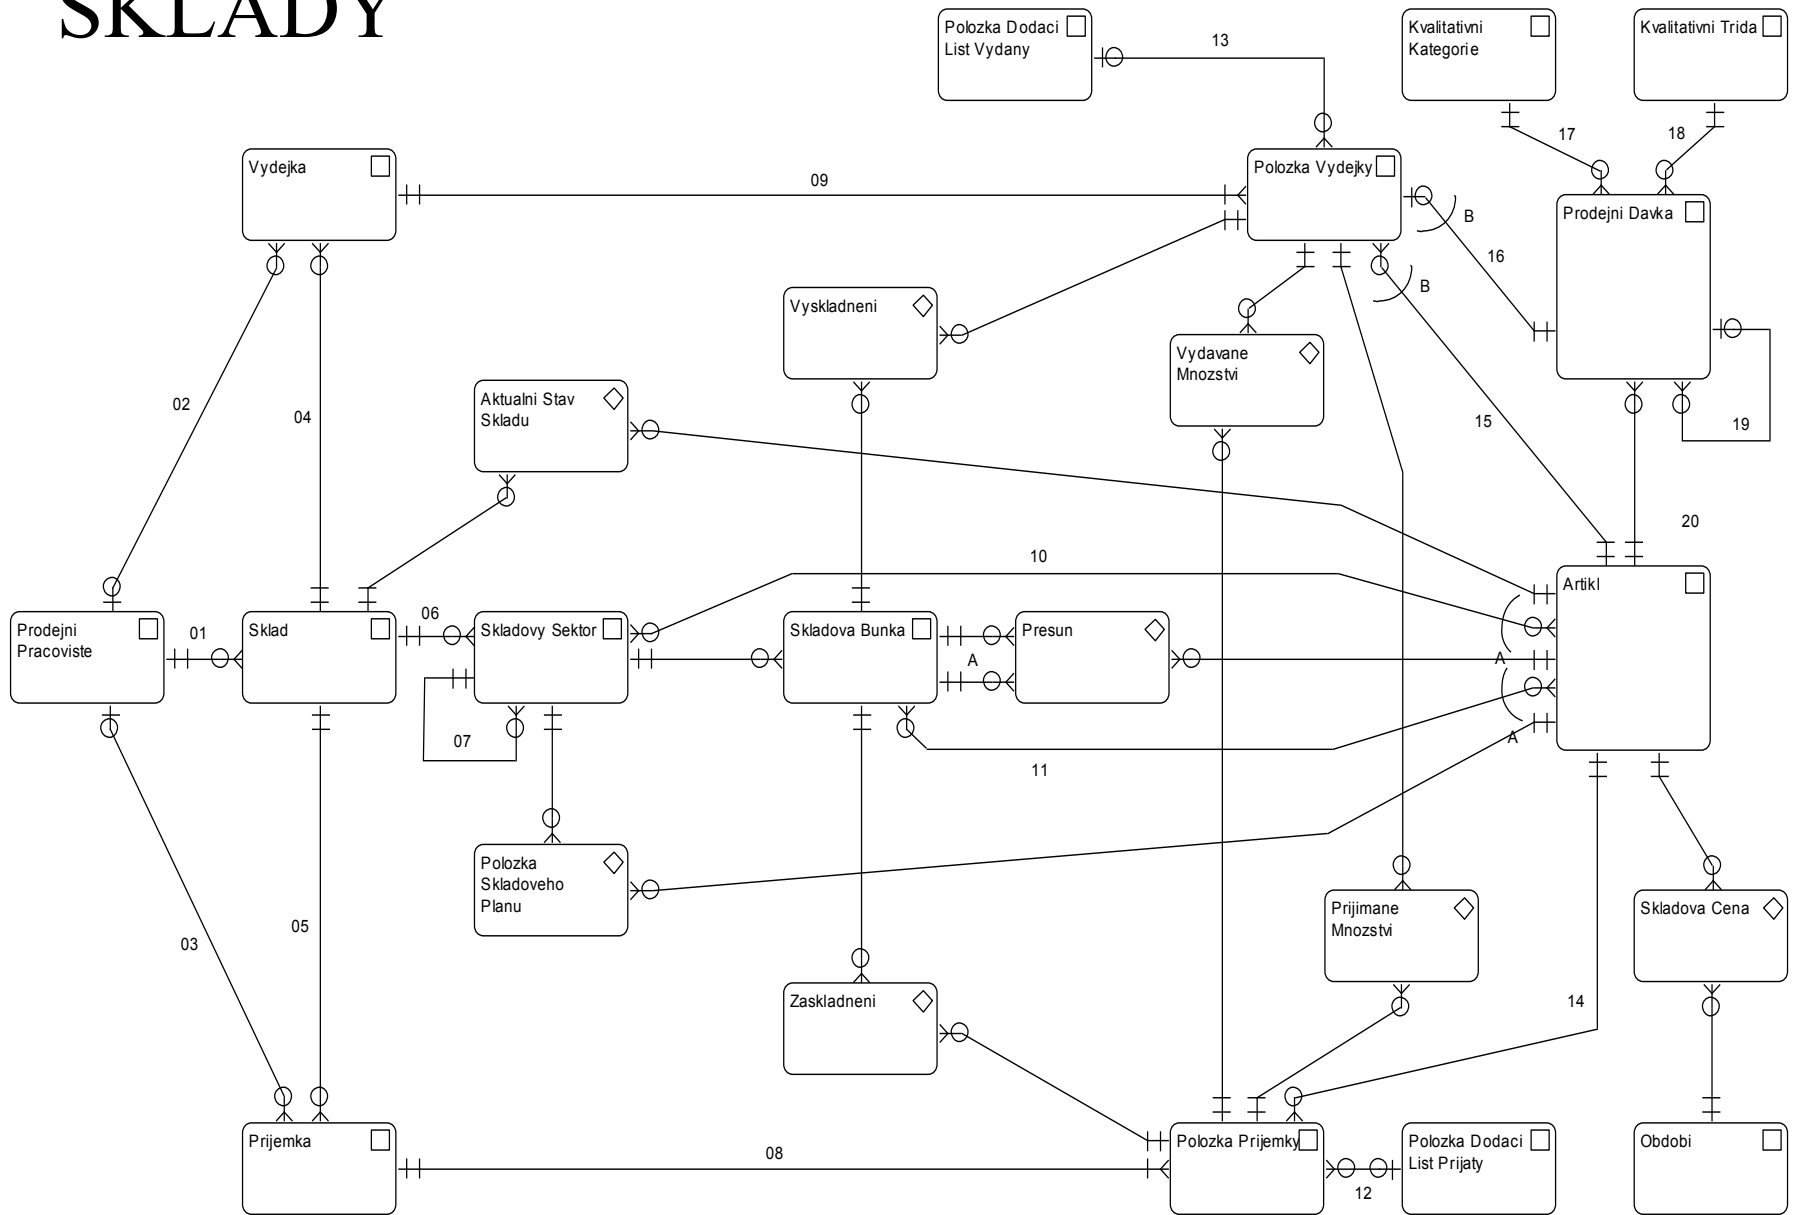 SKLADY
Polozka Dodaci
List Vydany
13
Kvalitativni
Kategorie
Kvalitativni Trida
17
18
Vydejka
09
Polozka Vydejky
B
Prodejni Davka
16
B
Vyskladneni
Vydavane
Mnozstvi
02
04
Aktualni Stav
Skladu
15
19
20
10
Artikl
Prodejni
Pracoviste
01
Sklad
06
Skladovy Sektor
Skladova Bunka
A
Presun
A
07
11
A
Polozka
Skladoveho
Planu
03
05
Prijimane
Mnozstvi
Skladova Cena
Zaskladneni
14
Prijemka
08
Polozka Prijemky
12
Polozka Dodaci
List Prijaty
Obdobi